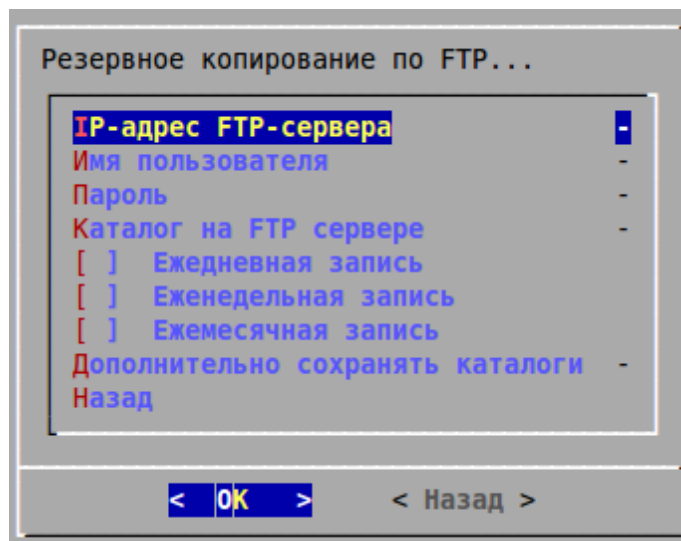 Резервное копирование по FTP...
IP-адрес FTP-сервера -
Имя пользователя -
Пароль -
Каталог на FTP сервере -
[ ] Ежедневная запись
[ ] Еженедельная запись
[ ] Ежемесячная запись
Дополнительно сохранять каталоги -
Назад
< OK > < Назад >